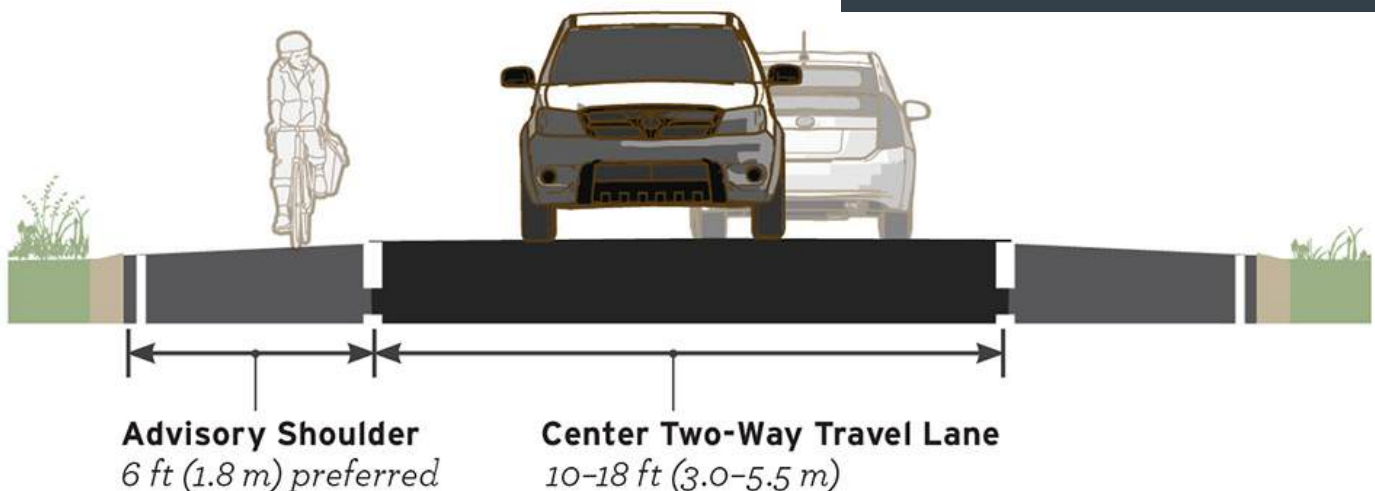 Advisory Shoulder
6 ft (1.8 m) preferred
Center Two-Way Travel Lane
10–18 ft (3.0–5.5 m)